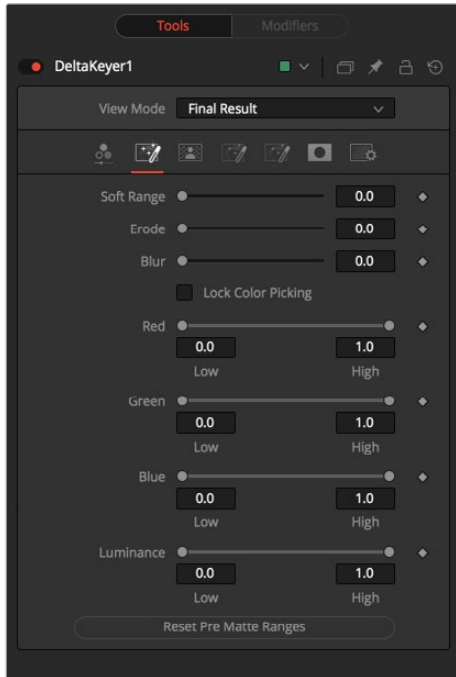 Tools Modifiers
DeltaKeyer1
View Mode Final Result
Soft Range 0.0
Erode 0.0
Blur 0.0
Lock Color Picking
Red
0.0 1.0
Low High
Green
0.0 1.0
Low High
Blue
0.0 1.0
Low High
Luminance
0.0 1.0
Low High
Reset Pre Matte Ranges